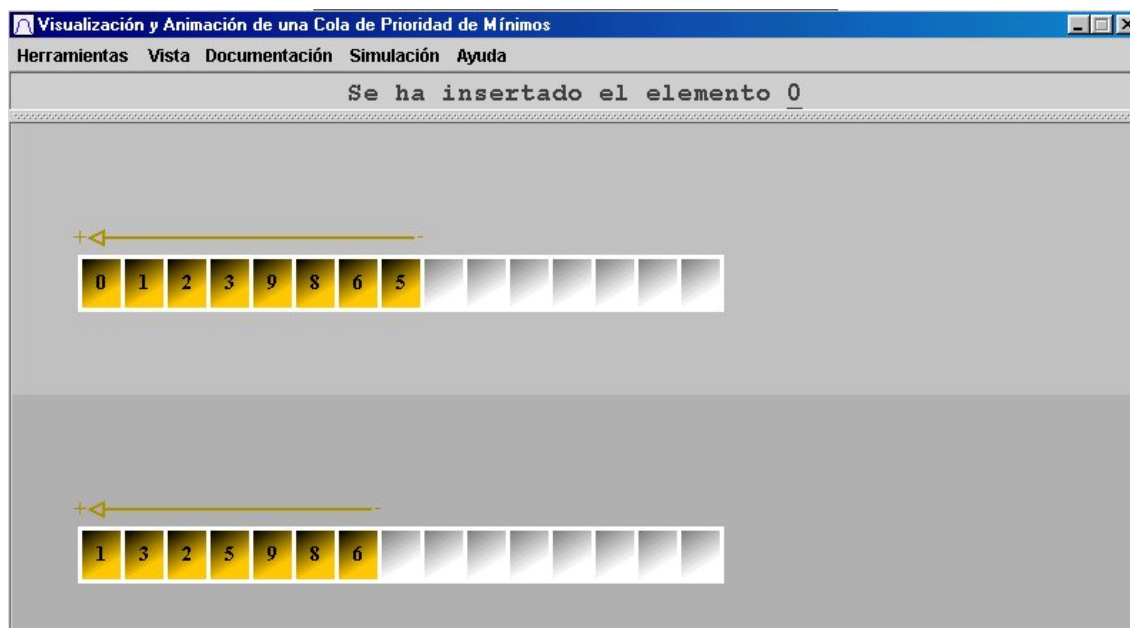 Visualización y Animación de una Cola de Prioridad de Mínimos
Herramientas Vista Documentación Simulación Ayuda
Se ha insertado el elemento 0
+ -
0 1 2 3 9 8 6 5
+ -
1 3 2 5 9 8 6